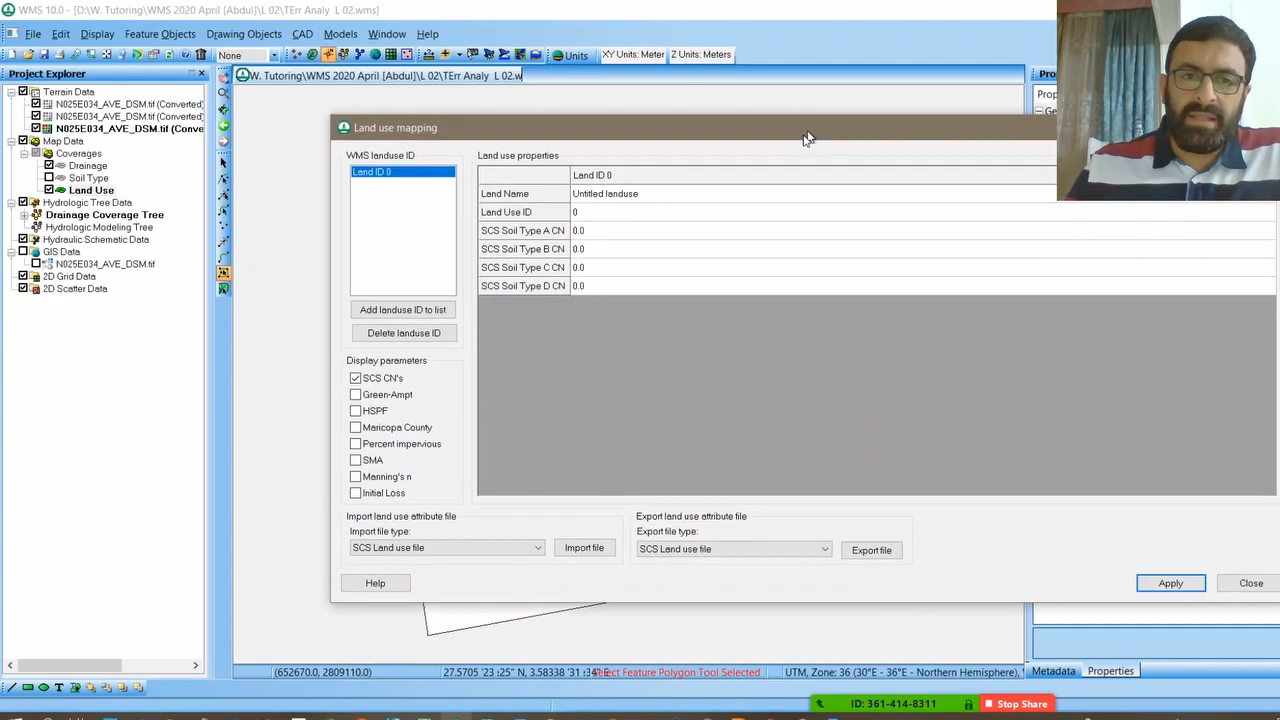 WMS 10.0 - [D:\W. Tutoring\WMS 2020 April [Abdul]\L 02\TErr Analy L 02.wms]
File Edit Display Feature Objects Drawing Objects CAD Models Window Help
None Units XY Units: Meter Z Units: Meters
Project Explorer
W. Tutoring\WMS 2020 April [Abdul]\L 02\TErr Analy L 02.w
Terrain Data
N025E034_AVE_DSM.tif (Converted)
N025E034_AVE_DSM.tif (Converted)
N025E034_AVE_DSM.tif (Conve
Map Data
Coverages
Drainage
Soil Type
Land Use
Hydrologic Tree Data
Drainage Coverage Tree
Hydrologic Modeling Tree
Hydraulic Schematic Data
GIS Data
N025E034_AVE_DSM.tif
2D Grid Data
2D Scatter Data
Land use mapping
WMS landuse ID
Land ID 0
Add landuse ID to list
Delete landuse ID
Display parameters
SCS CN's
Green-Ampt
HSPF
Maricopa County
Percent impervious
SMA
Manning's n
Initial Loss
Land use properties
Land ID 0
Land Name Untitled landuse
Land Use ID 0
SCS Soil Type A CN 0.0
SCS Soil Type B CN 0.0
SCS Soil Type C CN 0.0
SCS Soil Type D CN 0.0
Import land use attribute file
Import file type:
SCS Land use file Import file
Export land use attribute file
Export file type:
SCS Land use file Export file
Help Apply Close
(652670.0, 2809110.0) Select Feature Polygon Tool Selected UTM, Zone: 36 (30°E - 36°E - Northern Hemisphere),
Metadata Properties
ID: 361-414-8311 Stop Share